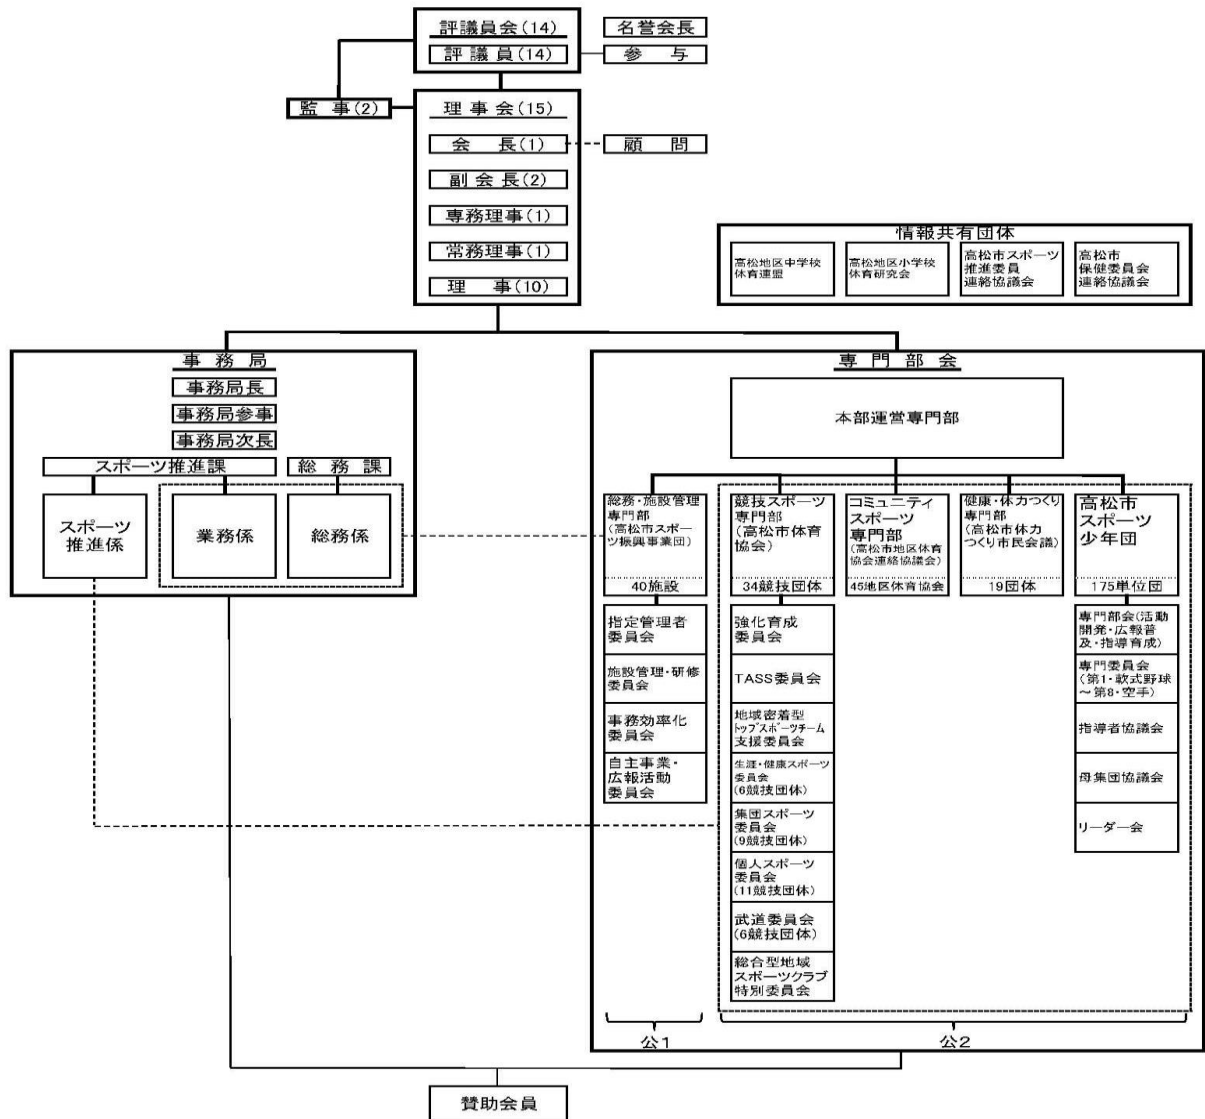 評議員会(14)
評議員(14)
名誉会長
参与
監事(2)
理事会(15)
会長(1)
顧問
副会長(2)
専務理事(1)
常務理事(1)
理事(10)
情報共有団体
高松地区中学校
体育連盟
高松地区小学校
体育研究会
高松市スポーツ
推進委員
連絡協議会
高松市
保健委員会
連絡協議会
事務局
事務局長
事務局参事
事務局次長
スポーツ推進課
総務課
スポーツ
推進係
業務係
総務係
専門部会
本部運営専門部
総務・施設管理
専門部
(高松市スポー
ツ振興事業団)
40施設
指定管理者
委員会
施設管理・研修
委員会
事務効率化
委員会
自主事業・
広報活動
委員会
競技スポーツ
専門部
(高松市体育
協会)
34競技団体
強化育成
委員会
TASS委員会
地域密着型
トップスポーツチーム
支援委員会
生涯・健康スポーツ
委員会
(6競技団体)
集団スポーツ
委員会
(9競技団体)
個人スポーツ
委員会
(11競技団体)
武道委員会
(6競技団体)
総合型地域
スポーツクラブ
特別委員会
コミュニティ
スポーツ
専門部
(高松市地区体育
協会連絡協議会)
45地区体育協会
健康・体力つくり
専門部
(高松市体力
つくり市民会議)
19団体
高松市
スポーツ
少年団
175単位団
専門部会(活動
開発・広報普
及・指導育成)
専門委員会
(第1・軟式野球
～第8・空手)
指導者協議会
母集団協議会
リーダー会
公1
公2
賛助会員